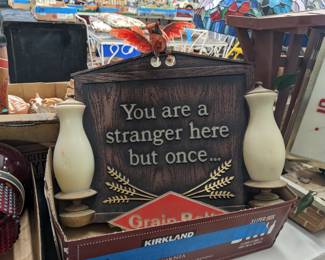 You are a
stranger here
but once...
Grain Belt
KIRKLAND